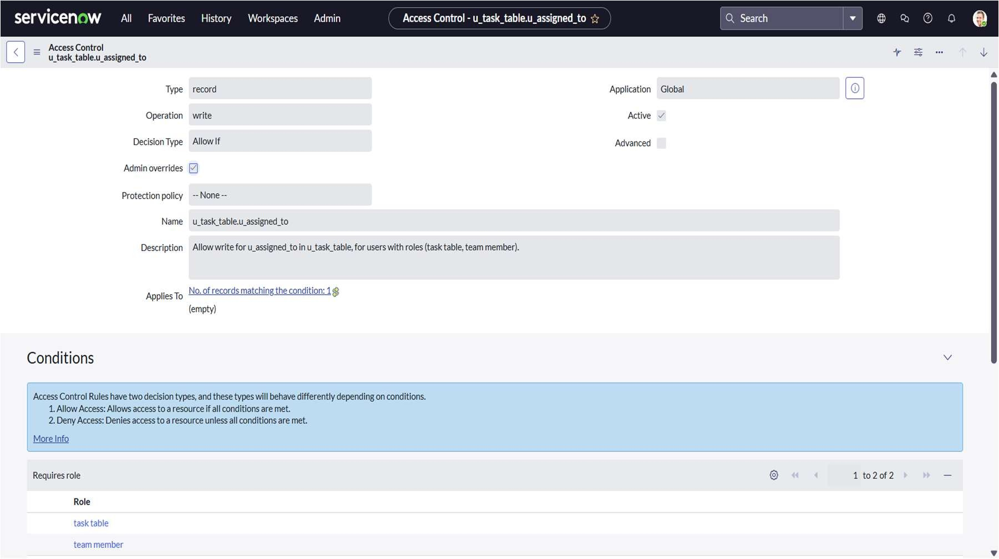 servicenow All Favorites History Workspaces Admin Access Control - u_task_table.u_assigned_to Search
Access Control
u_task_table.u_assigned_to
Type record
Application Global
Operation write
Active
Decision Type Allow If
Advanced
Admin overrides
Protection policy -- None --
Name u_task_table.u_assigned_to
Description Allow write for u_assigned_to in u_task_table, for users with roles (task table, team member).
Applies To No. of records matching the condition: 1
(empty)
Conditions
Access Control Rules have two decision types, and these types will behave differently depending on conditions.
1. Allow Access: Allows access to a resource if all conditions are met.
2. Deny Access: Denies access to a resource unless all conditions are met.
More Info
Requires role 1 to 2 of 2
Role
task table
team member